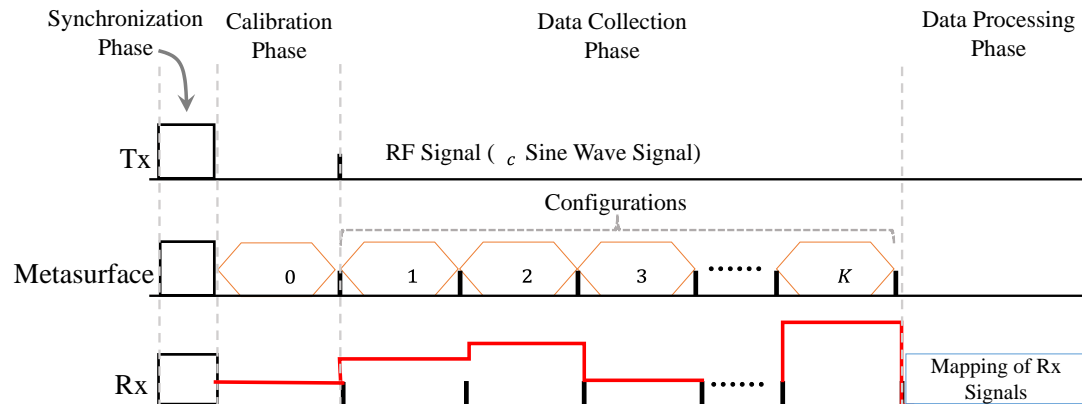 Synchronization
Phase
Calibration
Phase
Data Collection
Phase
Data Processing
Phase
Tx
RF Signal ( c Sine Wave Signal)
Configurations
Metasurface
0
1
2
3
......
K
Rx
......
Mapping of Rx
Signals